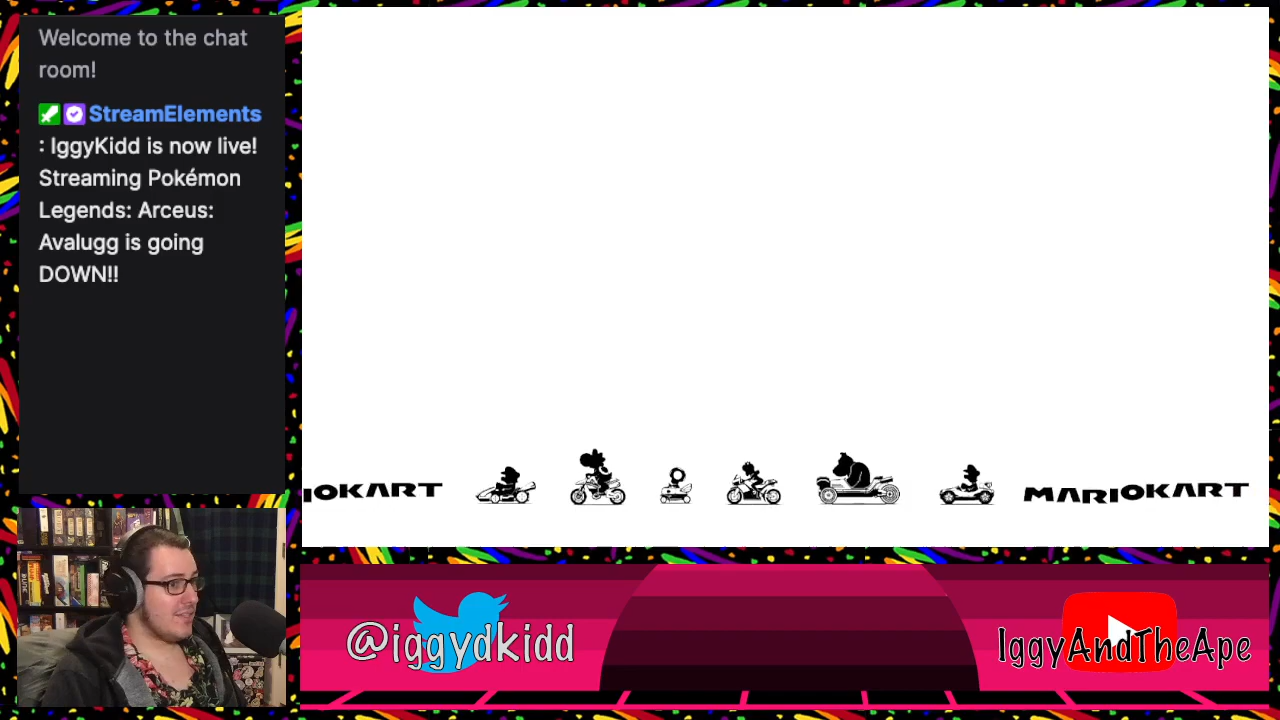 Welcome to the chat
room!
StreamElements
: IggyKidd is now live!
Streaming Pokémon
Legends: Arceus:
Avalugg is going
DOWN!!
IOKART
MARIOKART
@iggydkidd
IggyAndTheApe